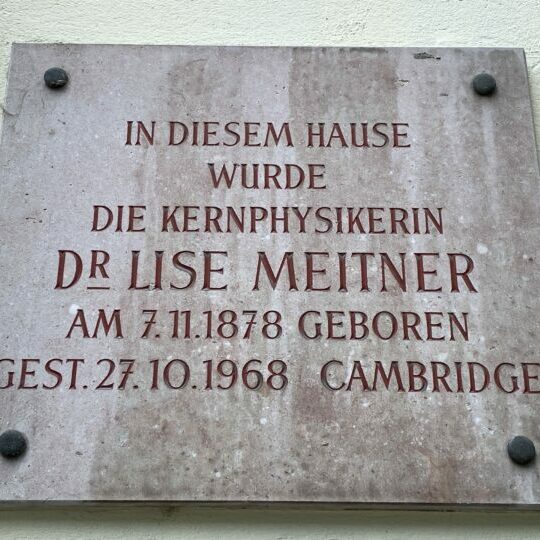 IN DIESEM HAUSE
WURDE
DIE KERNPHYSIKERIN
DR LISE MEITNER
AM 7.11.1878 GEBOREN
GEST. 27.10.1968 CAMBRIDGE